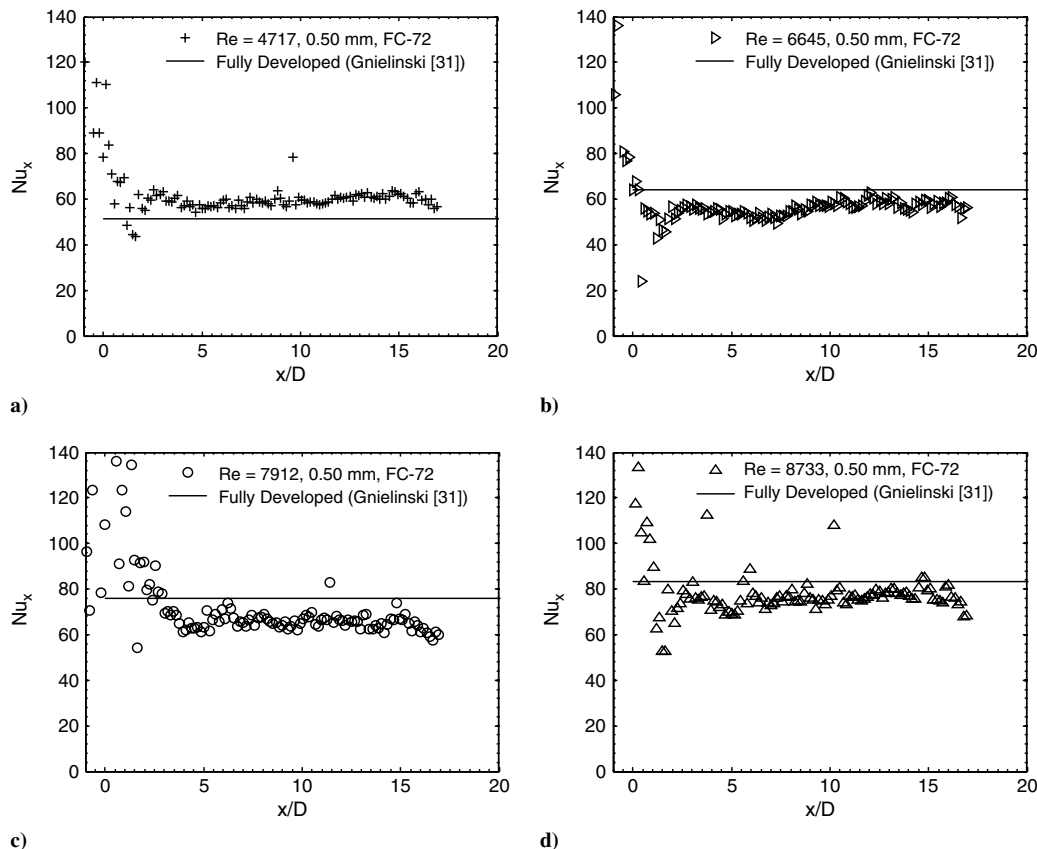 140
120
100
80
60
40
20
0
Nu_x
Re = 4717, 0.50 mm, FC-72
Fully Developed (Gnielinski [31])
0 5 10 15 20
x/D
a)
140
120
100
80
60
40
20
0
Nu_x
Re = 6645, 0.50 mm, FC-72
Fully Developed (Gnielinski [31])
0 5 10 15 20
x/D
b)
140
120
100
80
60
40
20
0
Nu_x
Re = 7912, 0.50 mm, FC-72
Fully Developed (Gnielinski [31])
0 5 10 15 20
x/D
c)
140
120
100
80
60
40
20
0
Nu_x
Re = 8733, 0.50 mm, FC-72
Fully Developed (Gnielinski [31])
0 5 10 15 20
x/D
d)